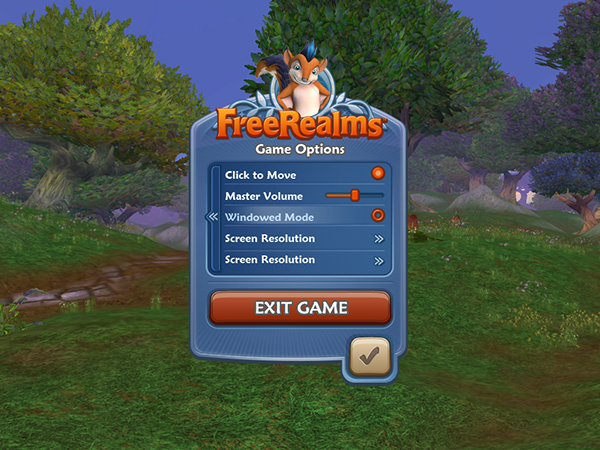 FreeRealms
Game Options
Click to Move
Master Volume
Windowed Mode
Screen Resolution
Screen Resolution
EXIT GAME